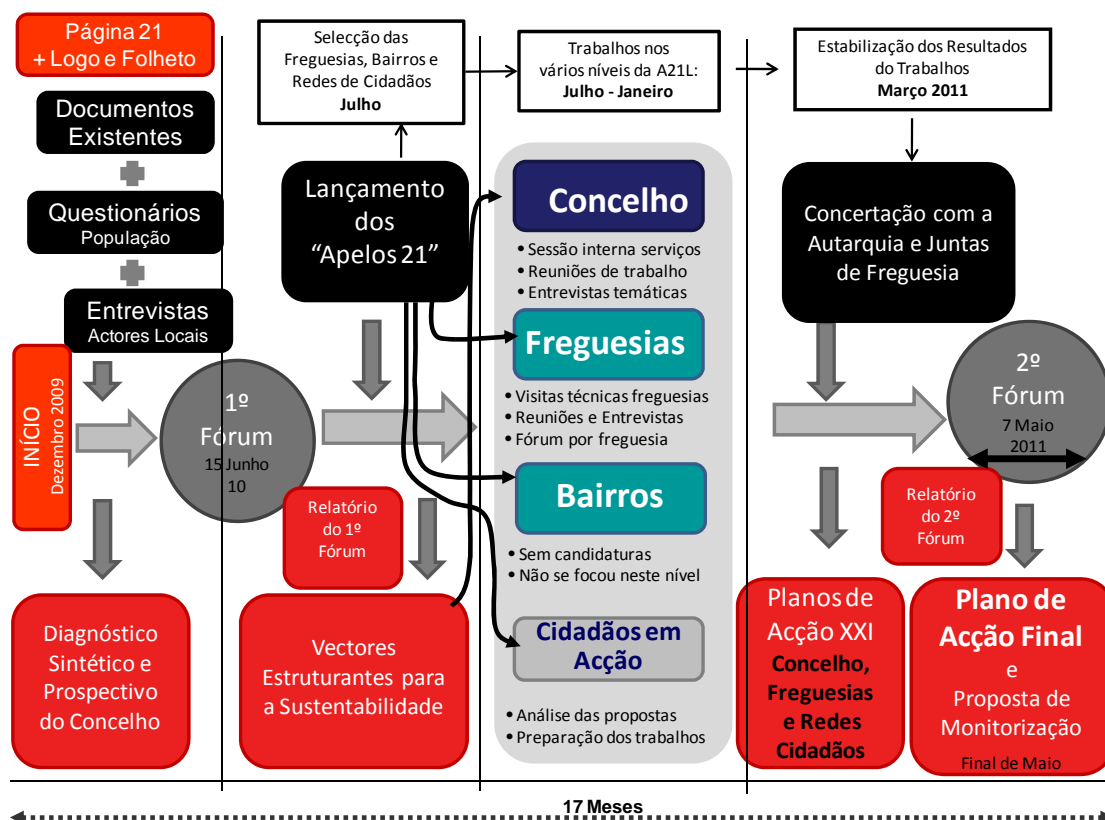 Página 21
+ Logo e Folheto
Documentos
Existentes
Questionários
População
Entrevistas
Actores Locais
INÍCIO
Dezembro 2009
1º
Fórum
15 Junho
10
Diagnóstico
Sintético e
Prospectivo
do Concelho
Selecção das
Freguesias, Bairros e
Redes de Cidadãos
Julho
Lançamento
dos
“Apelos 21”
Relatório
do 1º
Fórum
Vectores
Estruturantes para
a Sustentabilidade
Trabalhos nos
vários níveis da A21L:
Julho - Janeiro
Concelho
• Sessão interna serviços
• Reuniões de trabalho
• Entrevistas temáticas
Freguesias
• Visitas técnicas freguesias
• Reuniões e Entrevistas
• Fórum por freguesia
Bairros
• Sem candidaturas
• Não se focou neste nível
Cidadãos em
Acção
• Análise das propostas
• Preparação dos trabalhos
Estabilização dos Resultados
do Trabalhos
Março 2011
Concertação com a
Autarquia e Juntas
de Freguesia
2º
Fórum
7 Maio
2011
Relatório
do 2º
Fórum
Planos de
Acção XXI
Concelho,
Freguesias
e Redes
Cidadãos
Plano de
Acção Final
e
Proposta de
Monitorização
Final de Maio
17 Meses